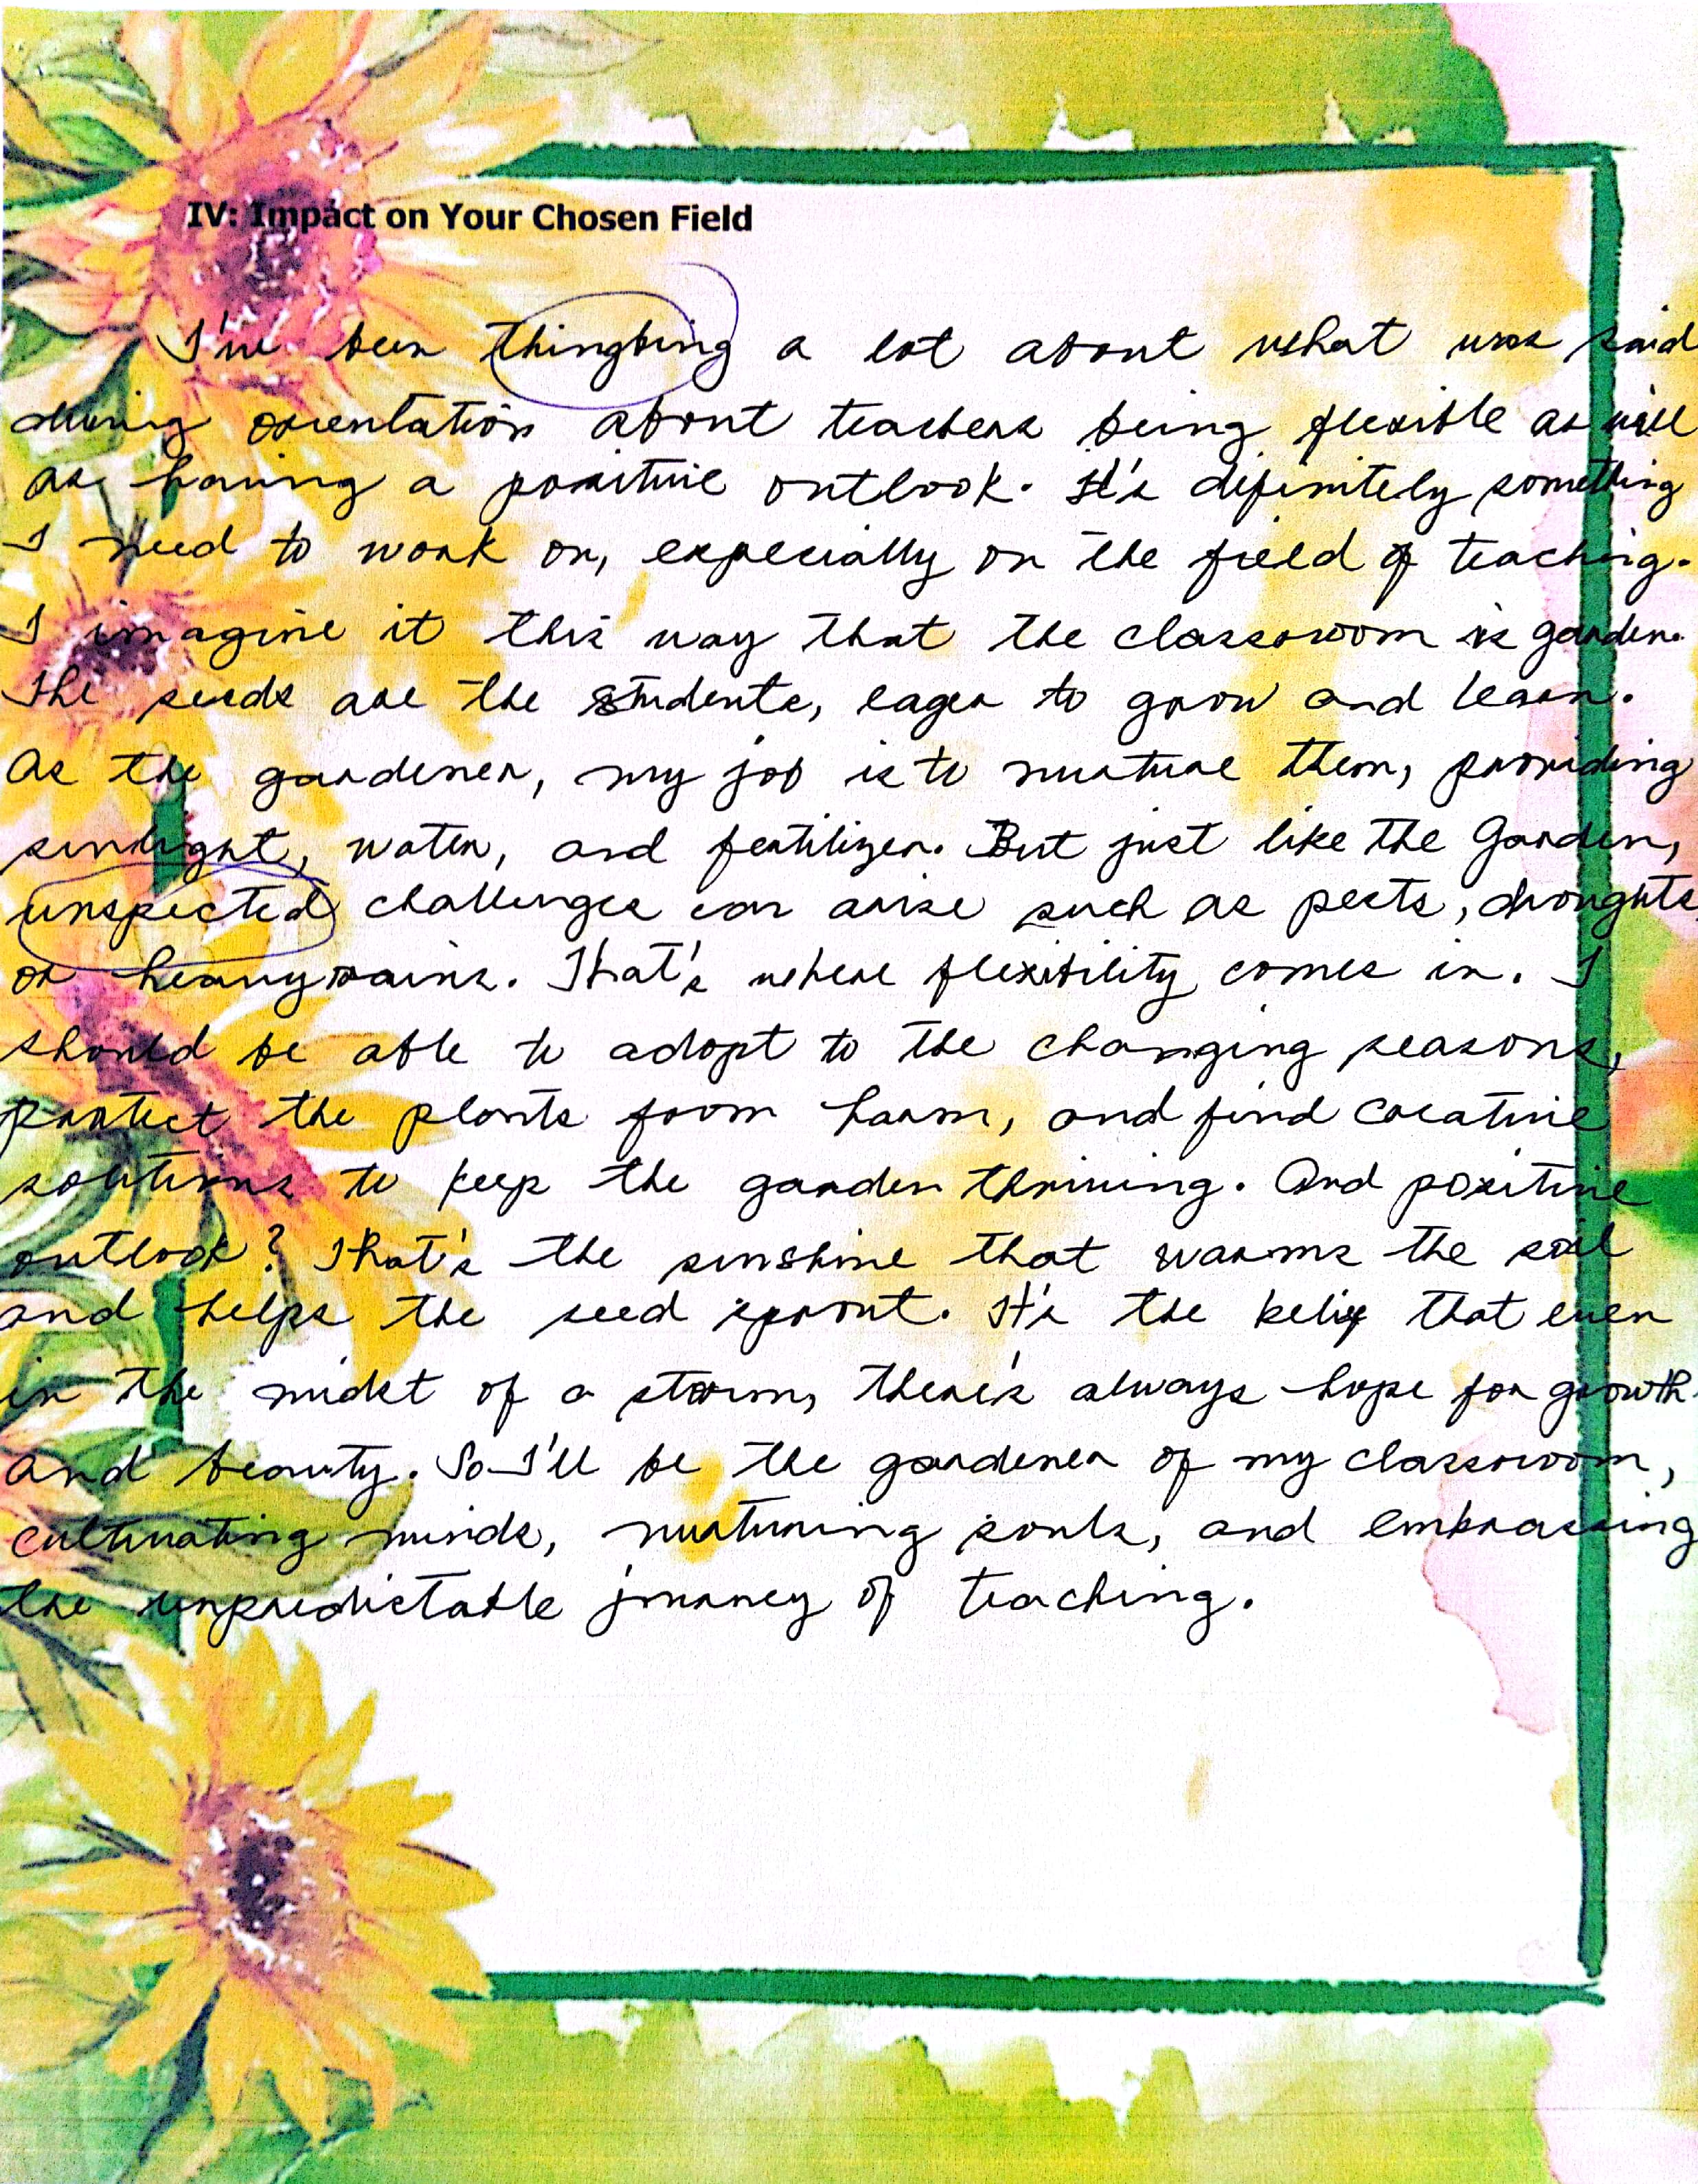 IV: Impact on Your Chosen Field
I've been thingking a lot about what was said
during orientation about teachers being flexible as well
as having a positive outlook. It's definitely something
I need to work on, especially on the field of teaching.
I imagine it this way that the classroom is garden.
The seeds are the students, eager to grow and learn.
As the gardener, my job is to nurture them, providing
sunlight, water, and fertilizer. But just like the Garden,
unspected challenges can arise such as pests, droughts,
or heavy rains. That's where flexibility comes in. I
should be able to adopt to the changing seasons,
protect the plants from harm, and find creative
solutions to keep the garden thriving. And positive
outlook? That's the sunshine that warms the soil
and helps the seed sprout. It's the belief that even
in the midst of a storm, there's always hope for growth
and beauty. So I'll be the gardener of my classroom,
cultivating minds, nurturing souls, and embrassing
the unpredictable journey of teaching.